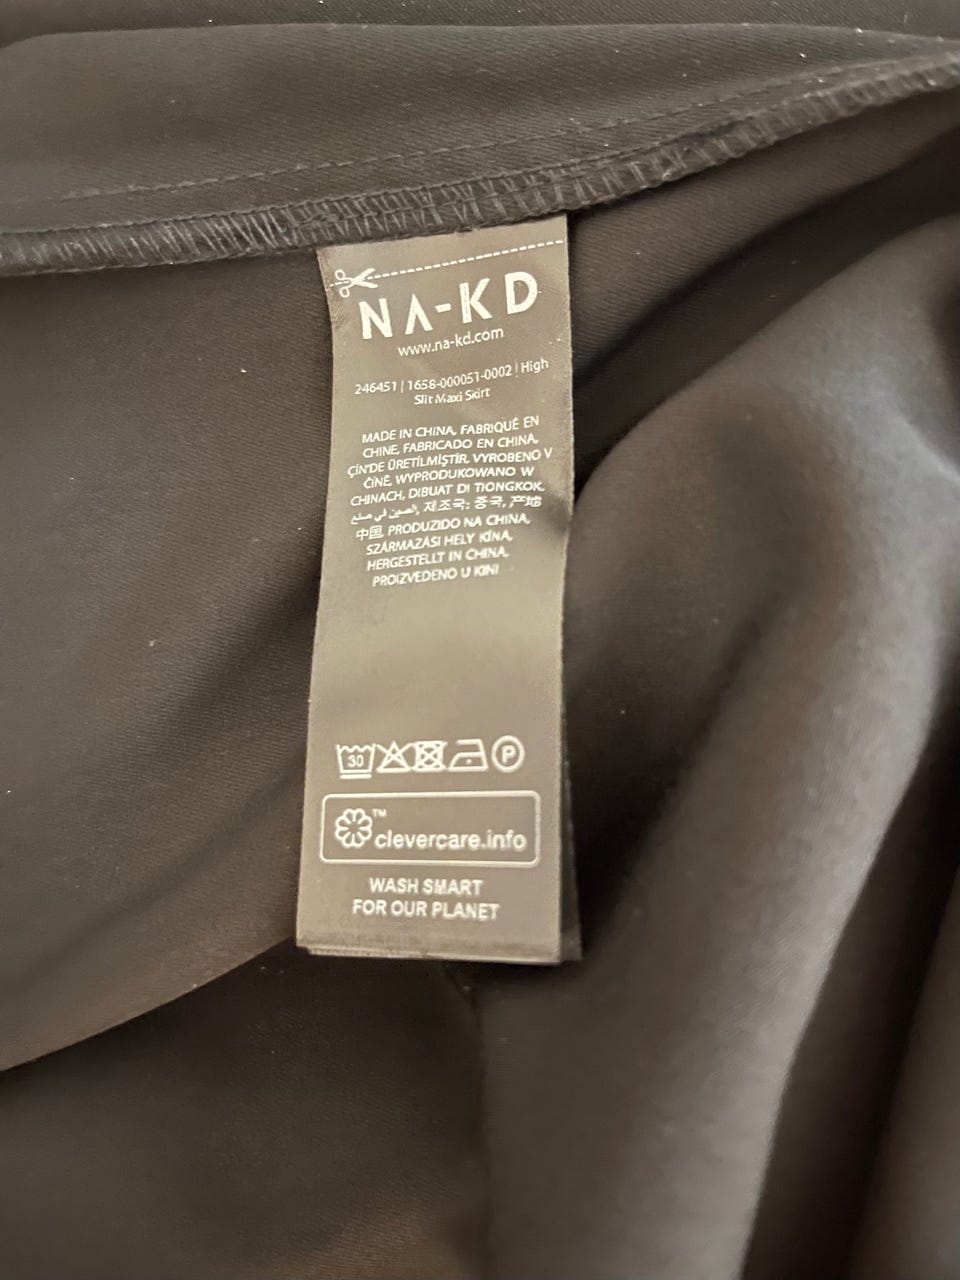 NA-KD
www.na-kd.com
246451 | 1658-000051-0002 | High
Slit Maxi Skirt
MADE IN CHINA, FABRIQUÉ EN
CHINE, FABRICADO EN CHINA,
ÇİN'DE ÜRETİLMİŞTİR, VYROBENO V
ČÍNĚ, WYPRODUKOWANO W
CHINACH, DIBUAT DI TIONGKOK,
صنع في الصين, 제조국: 중국, 产地
中国, PRODUZIDO NA CHINA,
SZÁRMAZÁSI HELY KÍNA,
HERGESTELLT IN CHINA,
PROIZVEDENO U KINI
30 P
™
clevercare.info
WASH SMART
FOR OUR PLANET